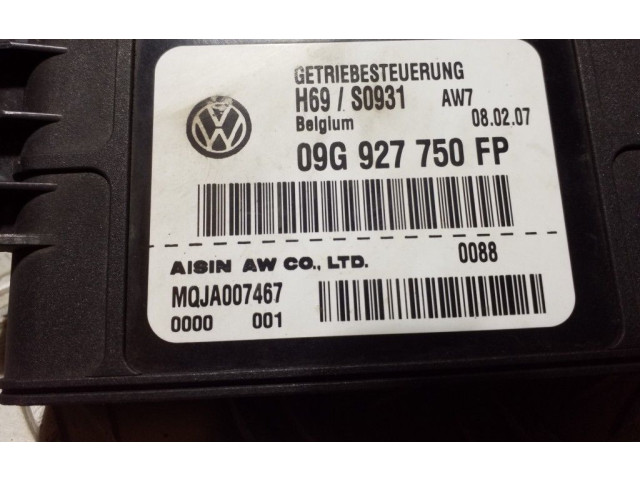 GETRIEBESTEUERUNG
H69 / S0931 AW7
Belgium 08.02.07
09G 927 750 FP
AISIN AW CO., LTD. 0088
MQJA007467
0000 001